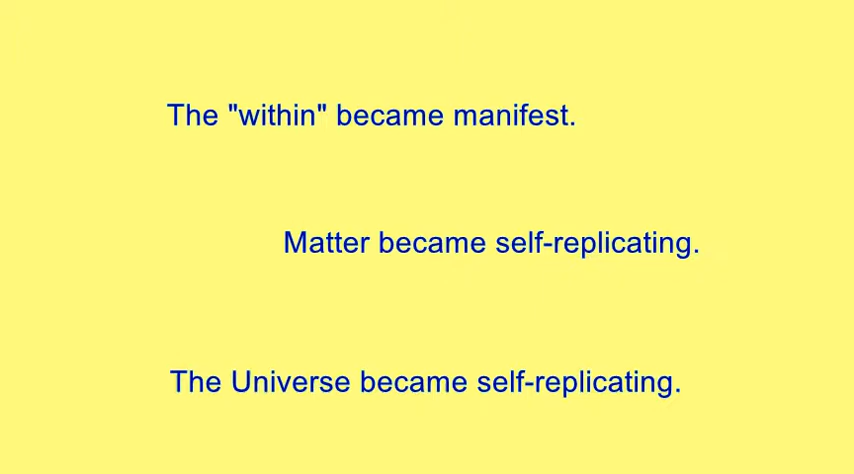 The "within" became manifest.
Matter became self-replicating.
The Universe became self-replicating.